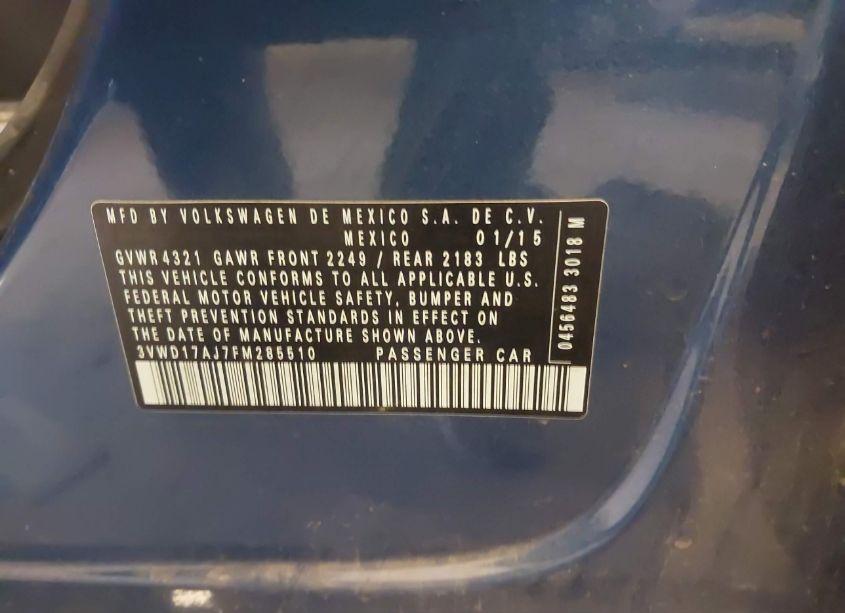 MFD BY VOLKSWAGEN DE MEXICO S.A. DE C.V.
MEXICO 01/15
GVWR 4321 GAWR FRONT 2249 / REAR 2183 LBS
THIS VEHICLE CONFORMS TO ALL APPLICABLE U.S.
FEDERAL MOTOR VEHICLE SAFETY, BUMPER AND
THEFT PREVENTION STANDARDS IN EFFECT ON
THE DATE OF MANUFACTURE SHOWN ABOVE.
3VWD17AJ7FM285510 PASSENGER CAR
0456483 3018 M